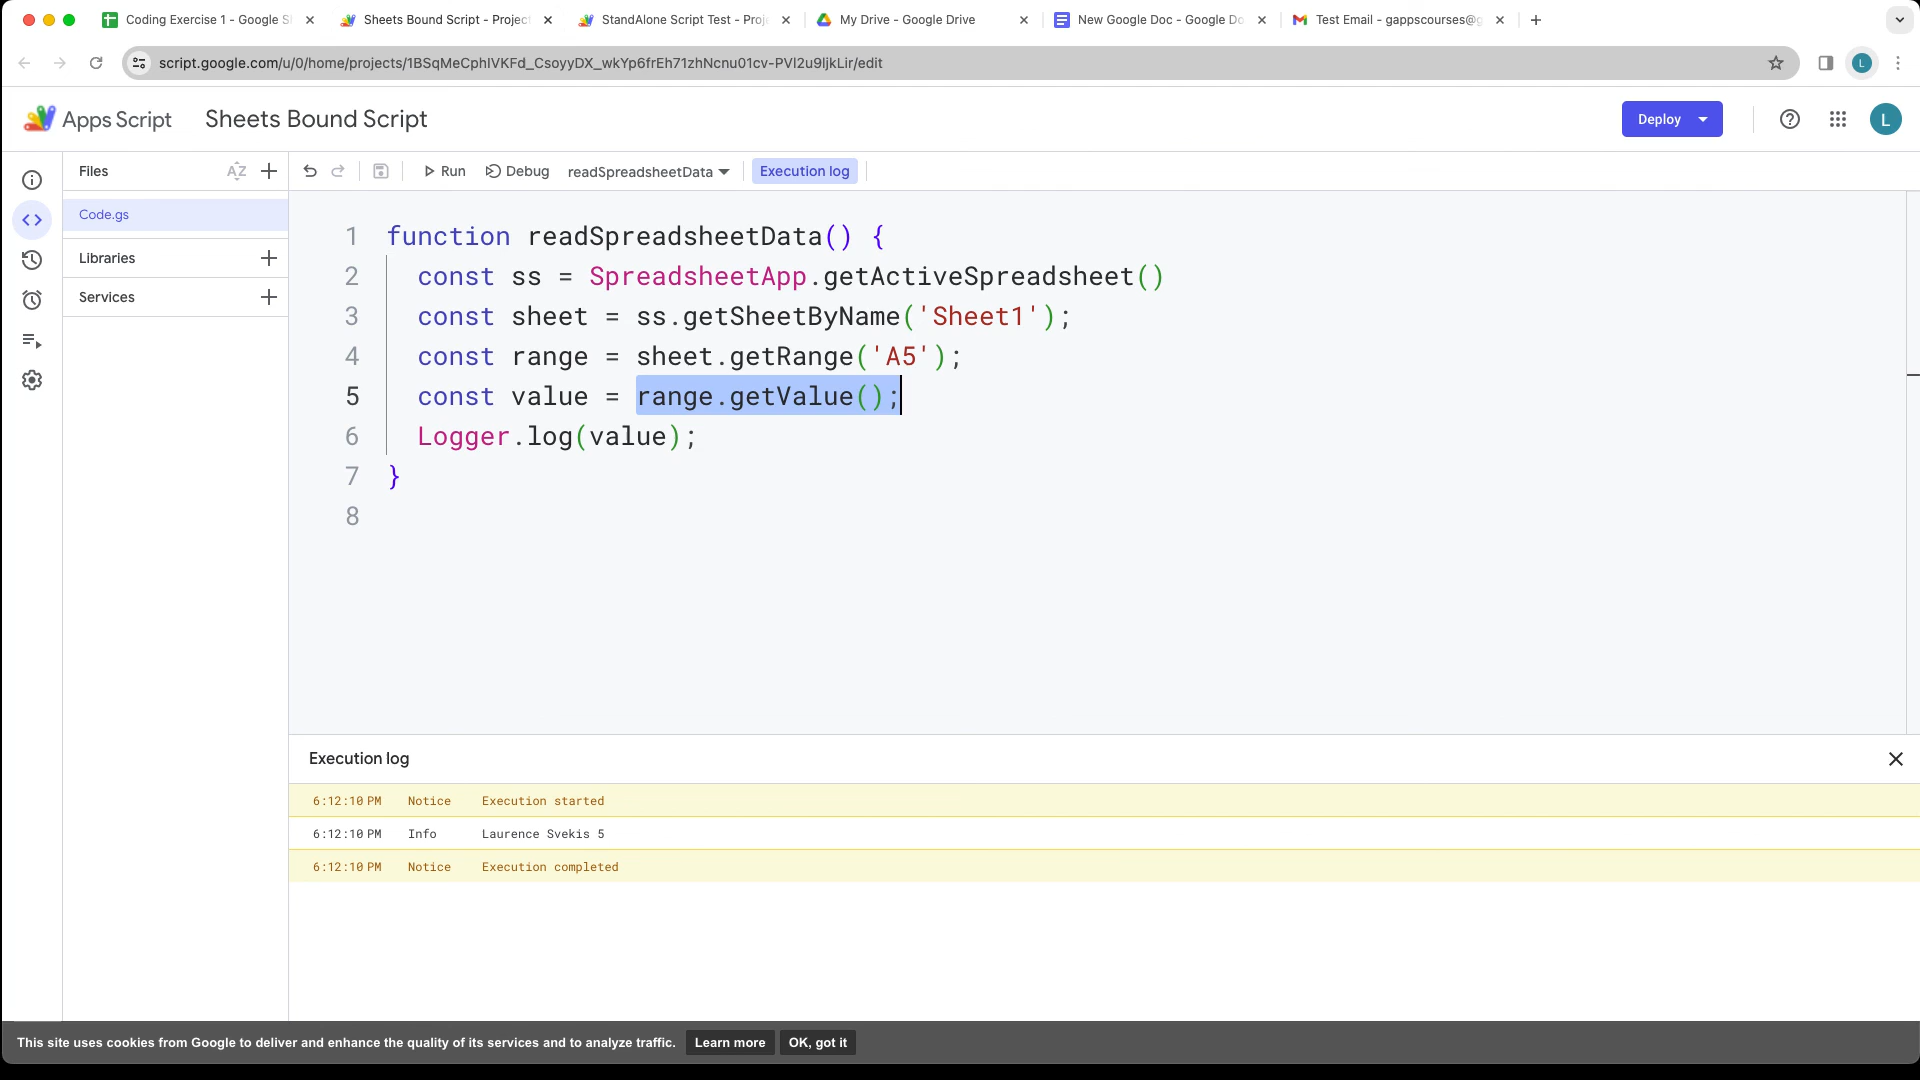 Coding Exercise 1 - Google S
Sheets Bound Script - Projec
StandAlone Script Test - Proj
My Drive - Google Drive
New Google Doc - Google Do
Test Email - gappscourses@g
script.google.com/u/0/home/projects/1BSqMeCphlVKFd_CsoyyDX_wkYp6frEh71zhNcnu01cv-PVl2u9ljkLir/edit
L
Apps Script
Sheets Bound Script
Deploy
L
Files
AZ
Run
Debug
readSpreadsheetData
Execution log
Code.gs
Libraries
Services
1 function readSpreadsheetData() {
2 const ss = SpreadsheetApp.getActiveSpreadsheet()
3 const sheet = ss.getSheetByName('Sheet1');
4 const range = sheet.getRange('A5');
5 const value = range.getValue();
6 Logger.log(value);
7 }
8
Execution log
6:12:10 PM Notice Execution started
6:12:10 PM Info Laurence Svekis 5
6:12:10 PM Notice Execution completed
This site uses cookies from Google to deliver and enhance the quality of its services and to analyze traffic. Learn more OK, got it